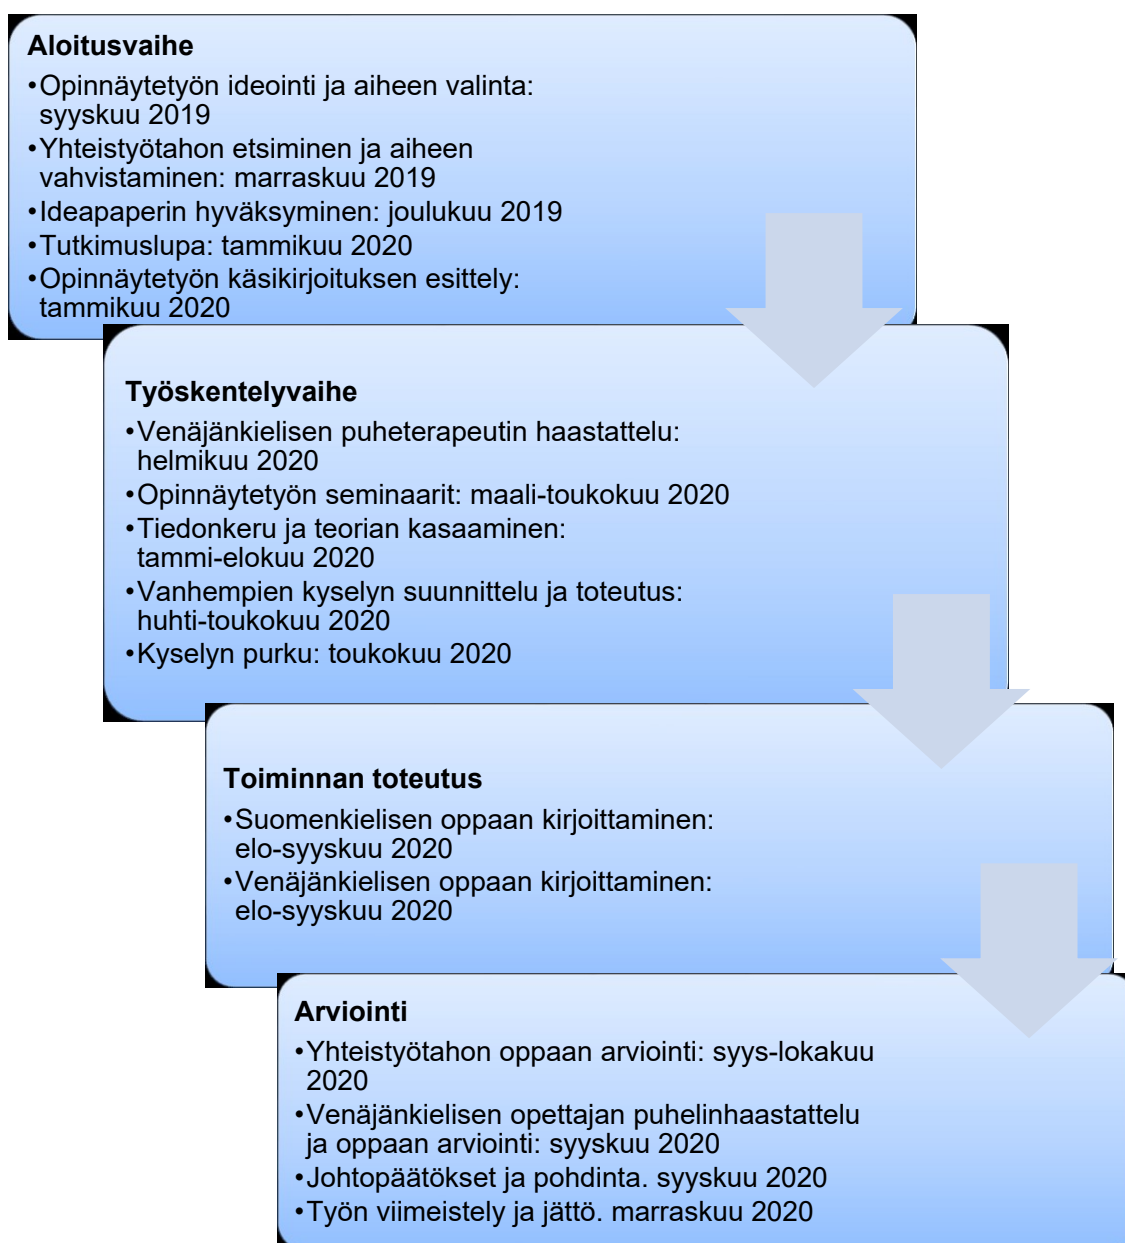 Aloitusvaihe
•Opinnäytetyön ideointi ja aiheen valinta:
syyskuu 2019
•Yhteistyötahon etsiminen ja aiheen
vahvistaminen: marraskuu 2019
•Ideapaperin hyväksyminen: joulukuu 2019
•Tutkimuslupa: tammikuu 2020
•Opinnäytetyön käsikirjoituksen esittely:
tammikuu 2020
Työskentelyvaihe
•Venäjänkielisen puheterapeutin haastattelu:
helmikuu 2020
•Opinnäytetyön seminaarit: maali-toukokuu 2020
•Tiedonkeru ja teorian kasaaminen:
tammi-elokuu 2020
•Vanhempien kyselyn suunnittelu ja toteutus:
huhti-toukokuu 2020
•Kyselyn purku: toukokuu 2020
Toiminnan toteutus
•Suomenkielisen oppaan kirjoittaminen:
elo-syyskuu 2020
•Venäjänkielisen oppaan kirjoittaminen:
elo-syyskuu 2020
Arviointi
•Yhteistyötahon oppaan arviointi: syys-lokakuu
2020
•Venäjänkielisen opettajan puhelinhaastattelu
ja oppaan arviointi: syyskuu 2020
•Johtopäätökset ja pohdinta. syyskuu 2020
•Työn viimeistely ja jättö. marraskuu 2020